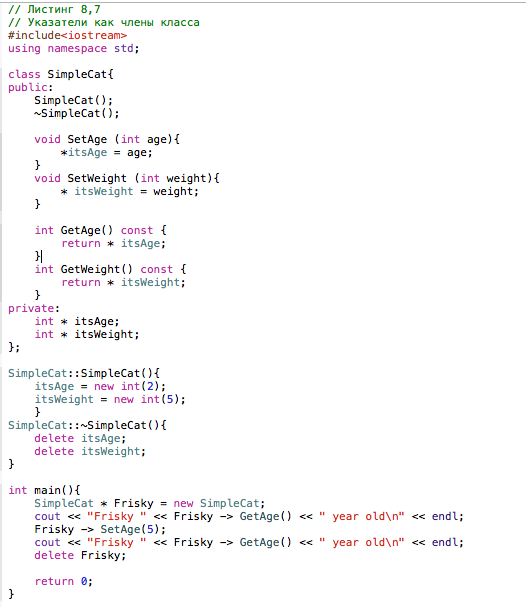 // Листинг 8,7
// Указатели как члены класса
#include<iostream>
using namespace std;

class SimpleCat{
public:
    SimpleCat();
    ~SimpleCat();

    void SetAge (int age){
        *itsAge = age;
    }
    void SetWeight (int weight){
        * itsWeight = weight;
    }

    int GetAge() const {
        return * itsAge;
    }
    int GetWeight() const {
        return * itsWeight;
    }
private:
    int * itsAge;
    int * itsWeight;
};

SimpleCat::SimpleCat(){
    itsAge = new int(2);
    itsWeight = new int(5);
    }
SimpleCat::~SimpleCat(){
    delete itsAge;
    delete itsWeight;
}

int main(){
    SimpleCat * Frisky = new SimpleCat;
    cout << "Frisky " << Frisky -> GetAge() << " year old\n" << endl;
    Frisky -> SetAge(5);
    cout << "Frisky " << Frisky -> GetAge() << " year old\n" << endl;
    delete Frisky;

    return 0;
}